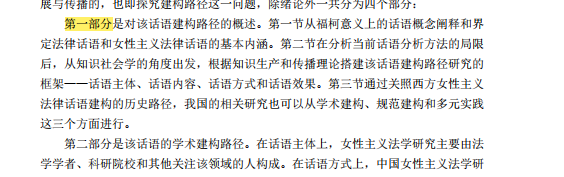 展与传播的，也即探究建构路径这一问题，除绪论外一共分为四个部分：
第一部分是对该话语建构路径的概述。第一节从福柯意义上的话语概念阐释和界
定法律话语和女性主义法律话语的基本内涵。第二节在分析当前话语分析方法的局限
后，从知识社会学的角度出发，根据知识生产和传播理论搭建该话语建构路径研究的
框架——话语主体、话语内容、话语方式和话语效果。第三节通过关照西方女性主义
法律话语建构的历史路径，我国的相关研究也可以从学术建构、规范建构和多元实践
这三个方面进行。
第二部分是该话语的学术建构路径。在话语主体上，女性主义法学研究主要由法
学学者、科研院校和其他关注该领域的人构成。在话语方式上，中国女性主义法学研